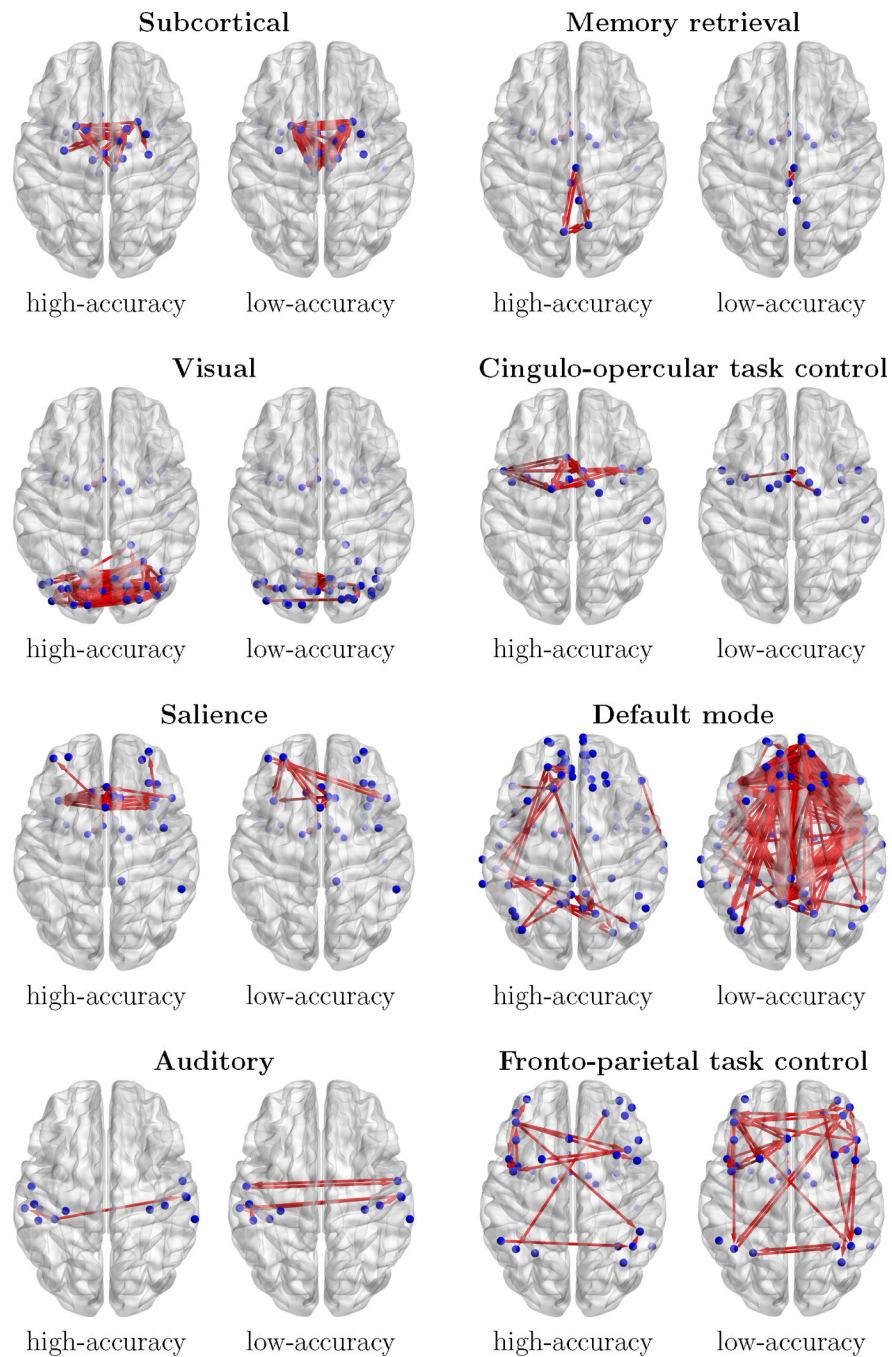 Subcortical
Memory retrieval
high-accuracy
low-accuracy
high-accuracy
low-accuracy
Visual
Cingulo-opercular task control
high-accuracy
low-accuracy
high-accuracy
low-accuracy
Salience
Default mode
high-accuracy
low-accuracy
high-accuracy
low-accuracy
Auditory
Fronto-parietal task control
high-accuracy
low-accuracy
high-accuracy
low-accuracy